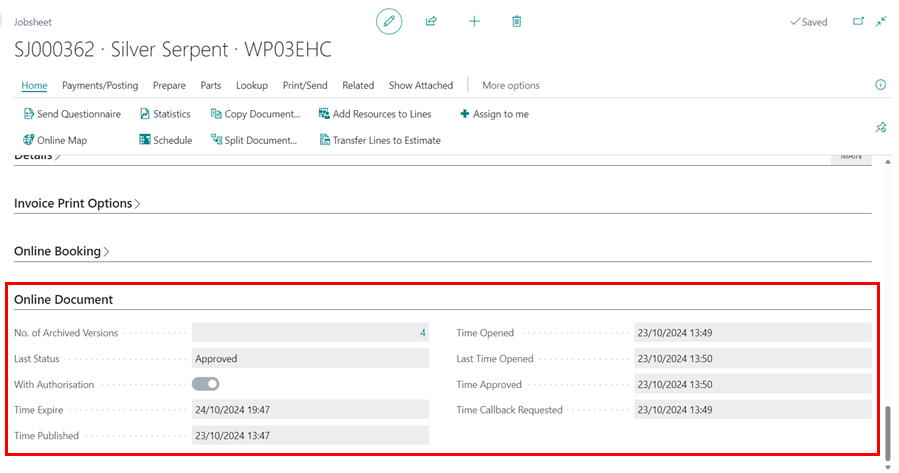 Jobsheet
Saved
SJ000362 · Silver Serpent · WP03EHC
Home Payments/Posting Prepare Parts Lookup Print/Send Related Show Attached More options
Send Questionnaire Statistics Copy Document... Add Resources to Lines Assign to me
Online Map Schedule Split Document... Transfer Lines to Estimate
Details MAIN
Invoice Print Options
Online Booking
Online Document
No. of Archived Versions 4 Time Opened 23/10/2024 13:49
Last Status Approved Last Time Opened 23/10/2024 13:50
With Authorisation Time Approved 23/10/2024 13:50
Time Expire 24/10/2024 19:47 Time Callback Requested 23/10/2024 13:49
Time Published 23/10/2024 13:47